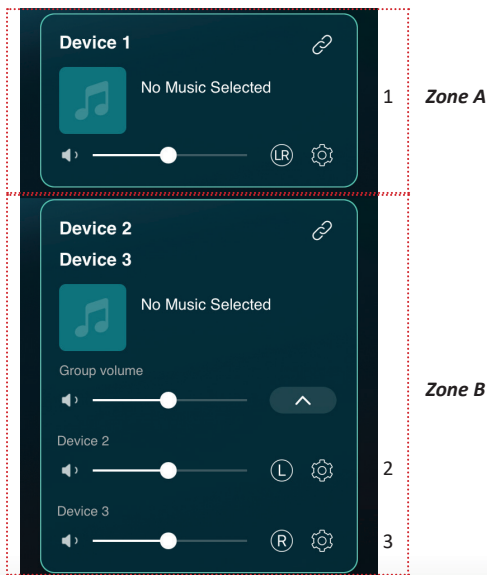 Device 1
No Music Selected
LR
1
Zone A
Device 2
Device 3
No Music Selected
Group volume
Zone B
Device 2
L
2
Device 3
R
3